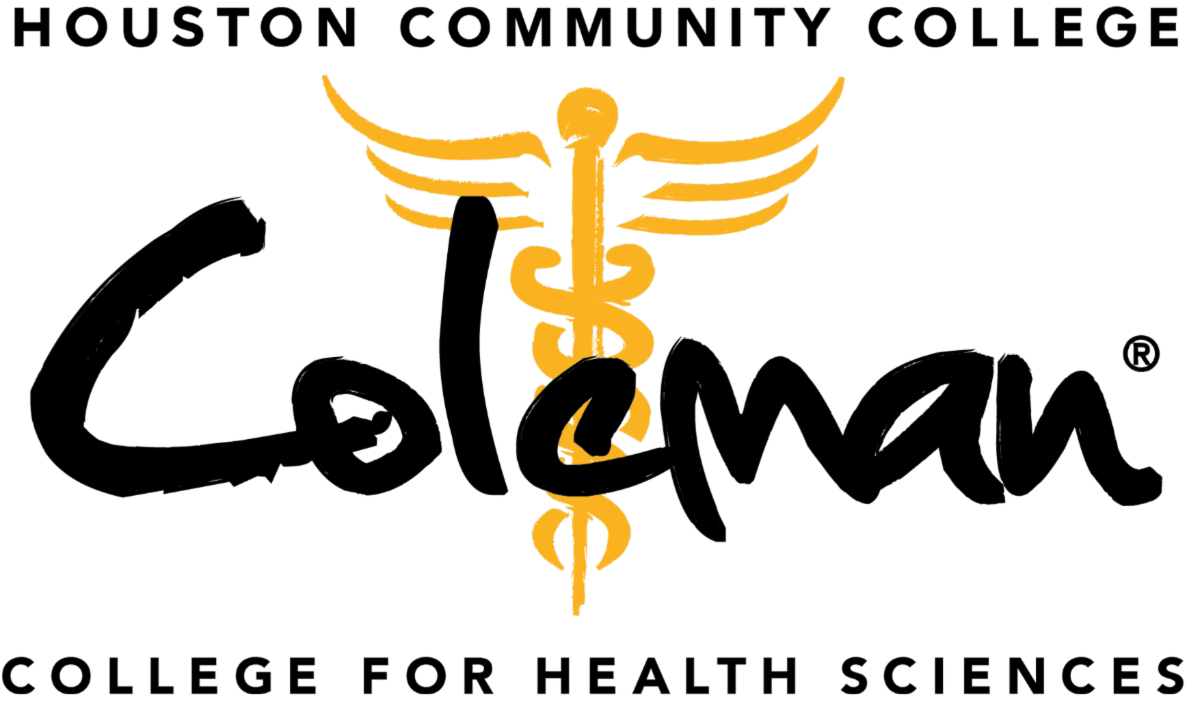 HOUSTON COMMUNITY COLLEGE
Coleman®
COLLEGE FOR HEALTH SCIENCES